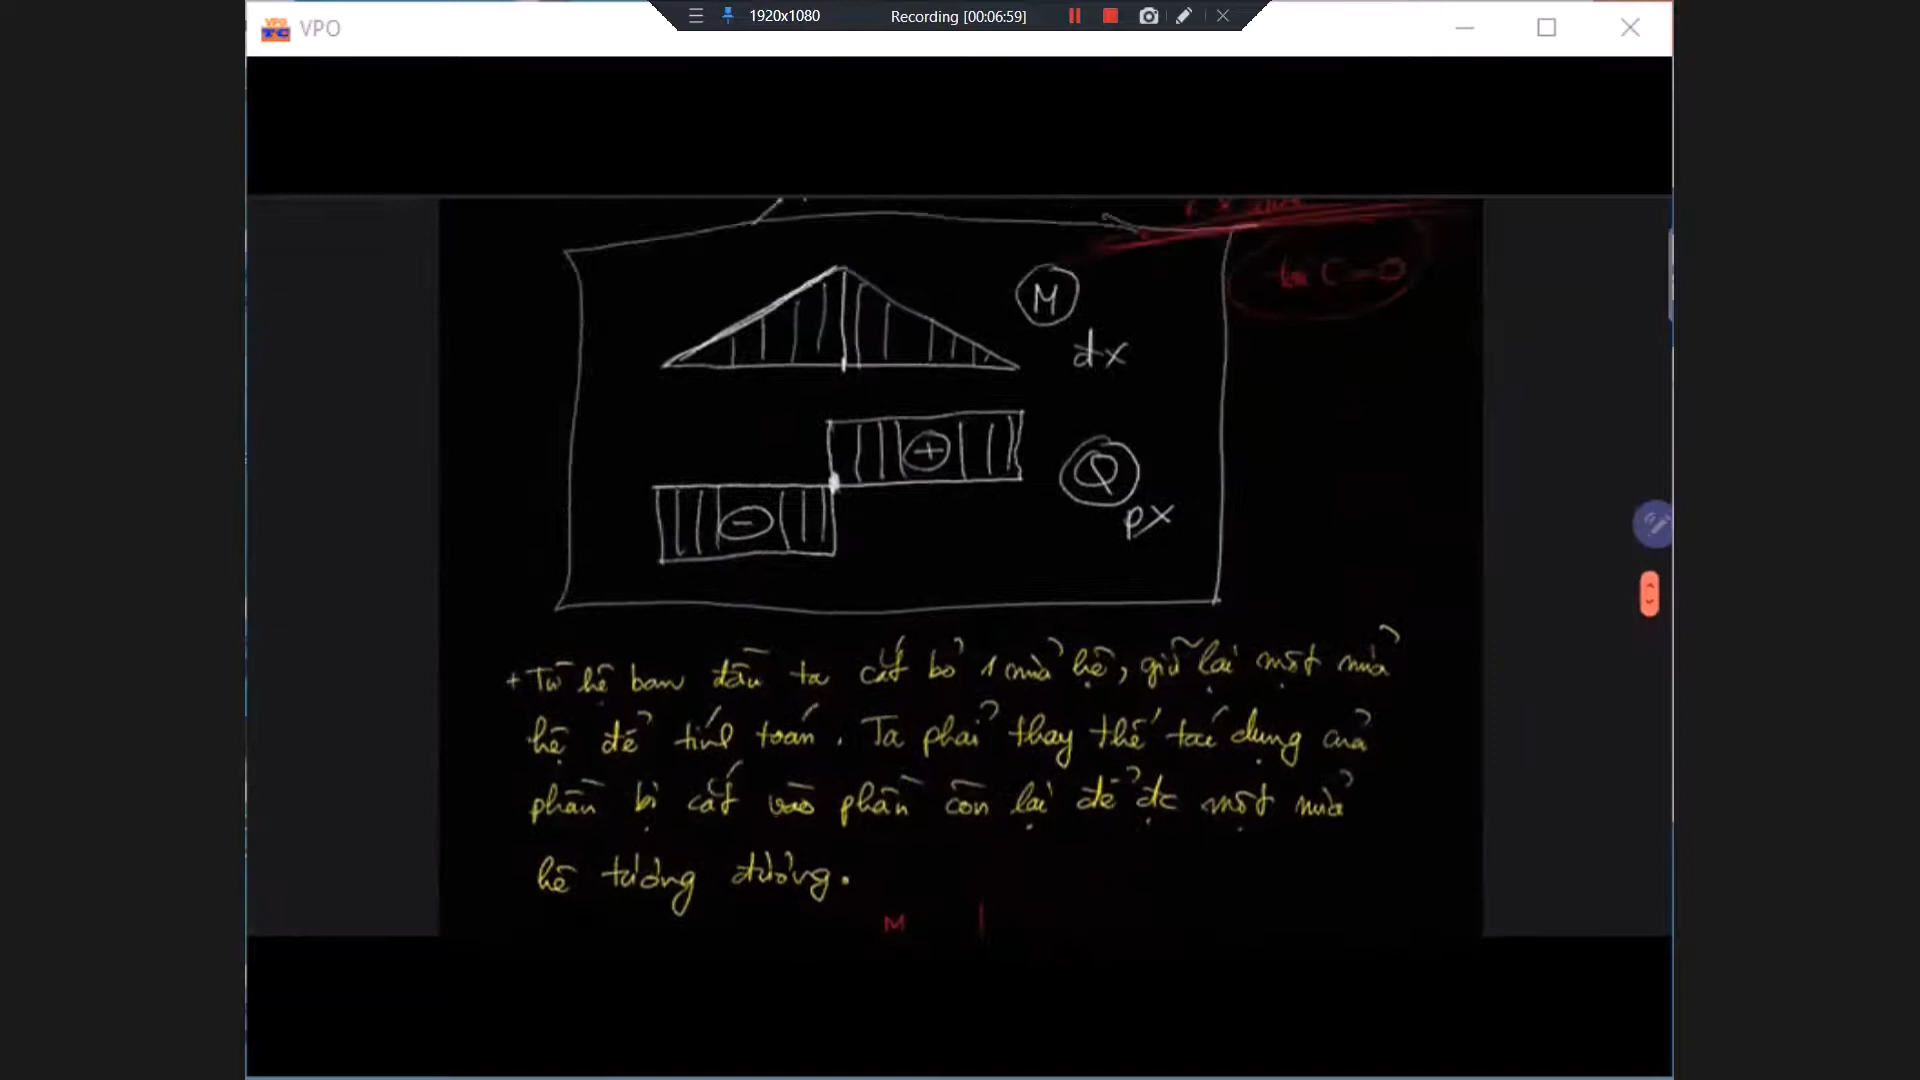 1920x1080
Recording [00:06:59]
VPO
TC
VPO
M
dx
+
Q
px
-
+ Từ hệ ban đầu ta cắt bỏ 1 nửa hệ, giữ lại một nửa
hệ để tính toán. Ta phải thay thế tác dụng của
phần bị cắt vào phần còn lại để đc một nửa
hệ tương đương.
M